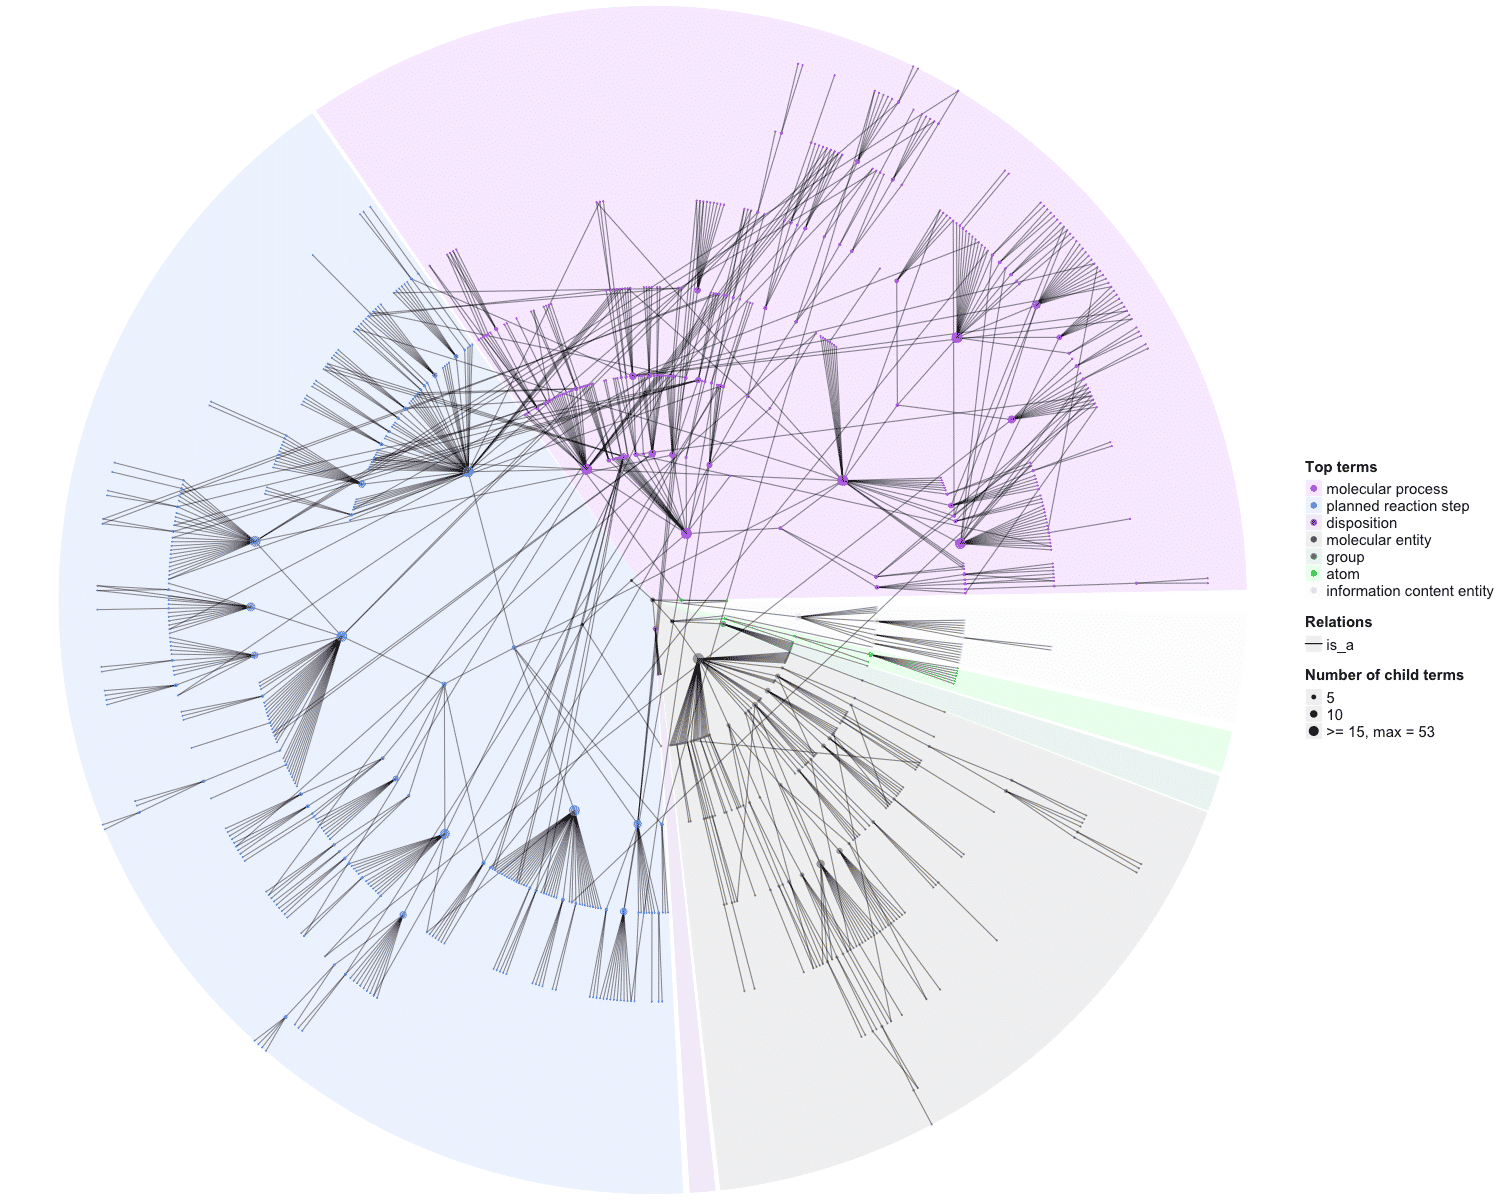 Top terms
molecular process
planned reaction step
disposition
molecular entity
group
atom
information content entity
Relations
is_a
Number of child terms
5
10
>= 15, max = 53